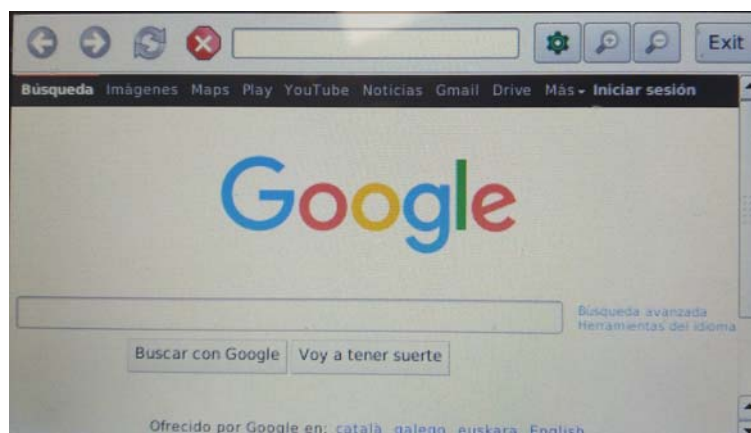 Exit
Búsqueda Imágenes Maps Play YouTube Noticias Gmail Drive Más Iniciar sesión
Google
Búsqueda avanzada
Herramientas del idioma
Buscar con Google Voy a tener suerte
Ofrecido por Google en: català galego euskara English